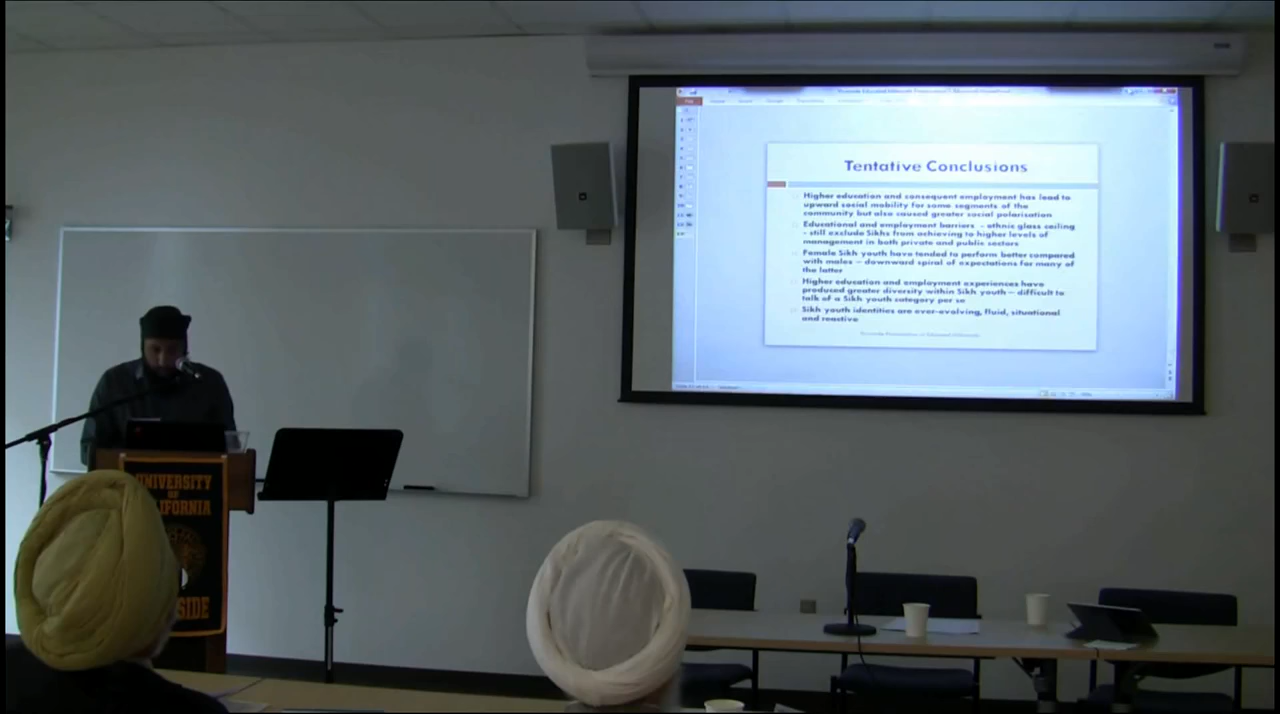 Tentative Conclusions
Higher education and consequent employment has lead to
upward social mobility for some segments of the
community but also caused greater social polarisation
Educational and employment barriers - ethnic glass ceiling
- still exclude Sikhs from achieving to higher levels of
management in both private and public sectors
Female Sikh youth have tended to perform better compared
with males – downward spiral of expectations for many of
the latter
Higher education and employment experiences have
produced greater diversity within Sikh youth – difficult to
talk of a Sikh youth category per se
Sikh youth identities are ever-evolving, fluid, situational
and reactive
UNIVERSITY
OF
LIFORNIA
SIDE